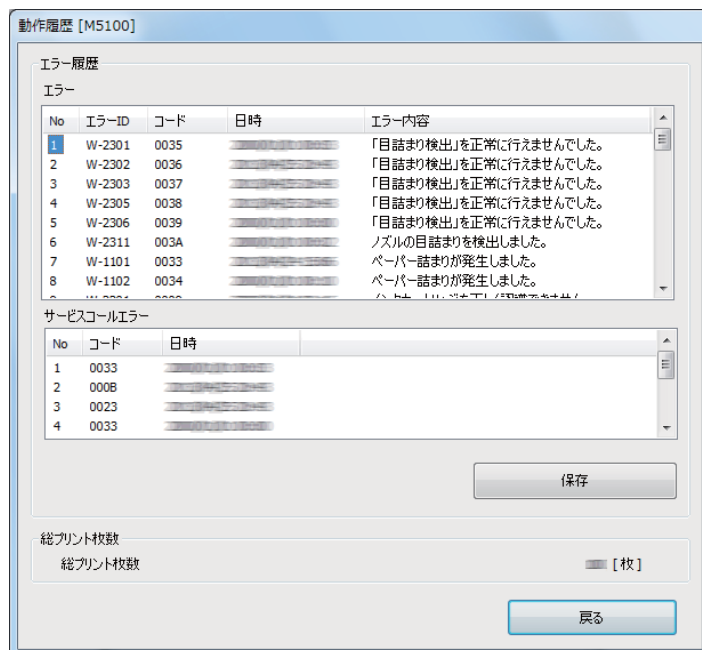 動作履歴 [M5100]
エラー履歴
エラー
No エラーID コード 日時 エラー内容
1 W-2301 0035 「目詰まり検出」を正常に行えませんでした。
2 W-2302 0036 「目詰まり検出」を正常に行えませんでした。
3 W-2303 0037 「目詰まり検出」を正常に行えませんでした。
4 W-2305 0038 「目詰まり検出」を正常に行えませんでした。
5 W-2306 0039 「目詰まり検出」を正常に行えませんでした。
6 W-2311 003A ノズルの目詰まりを検出しました。
7 W-1101 0033 ペーパー詰まりが発生しました。
8 W-1102 0034 ペーパー詰まりが発生しました。
サービスコールエラー
No コード 日時
1 0033
2 000B
3 0023
4 0033
保存
総プリント枚数
総プリント枚数 [枚]
戻る